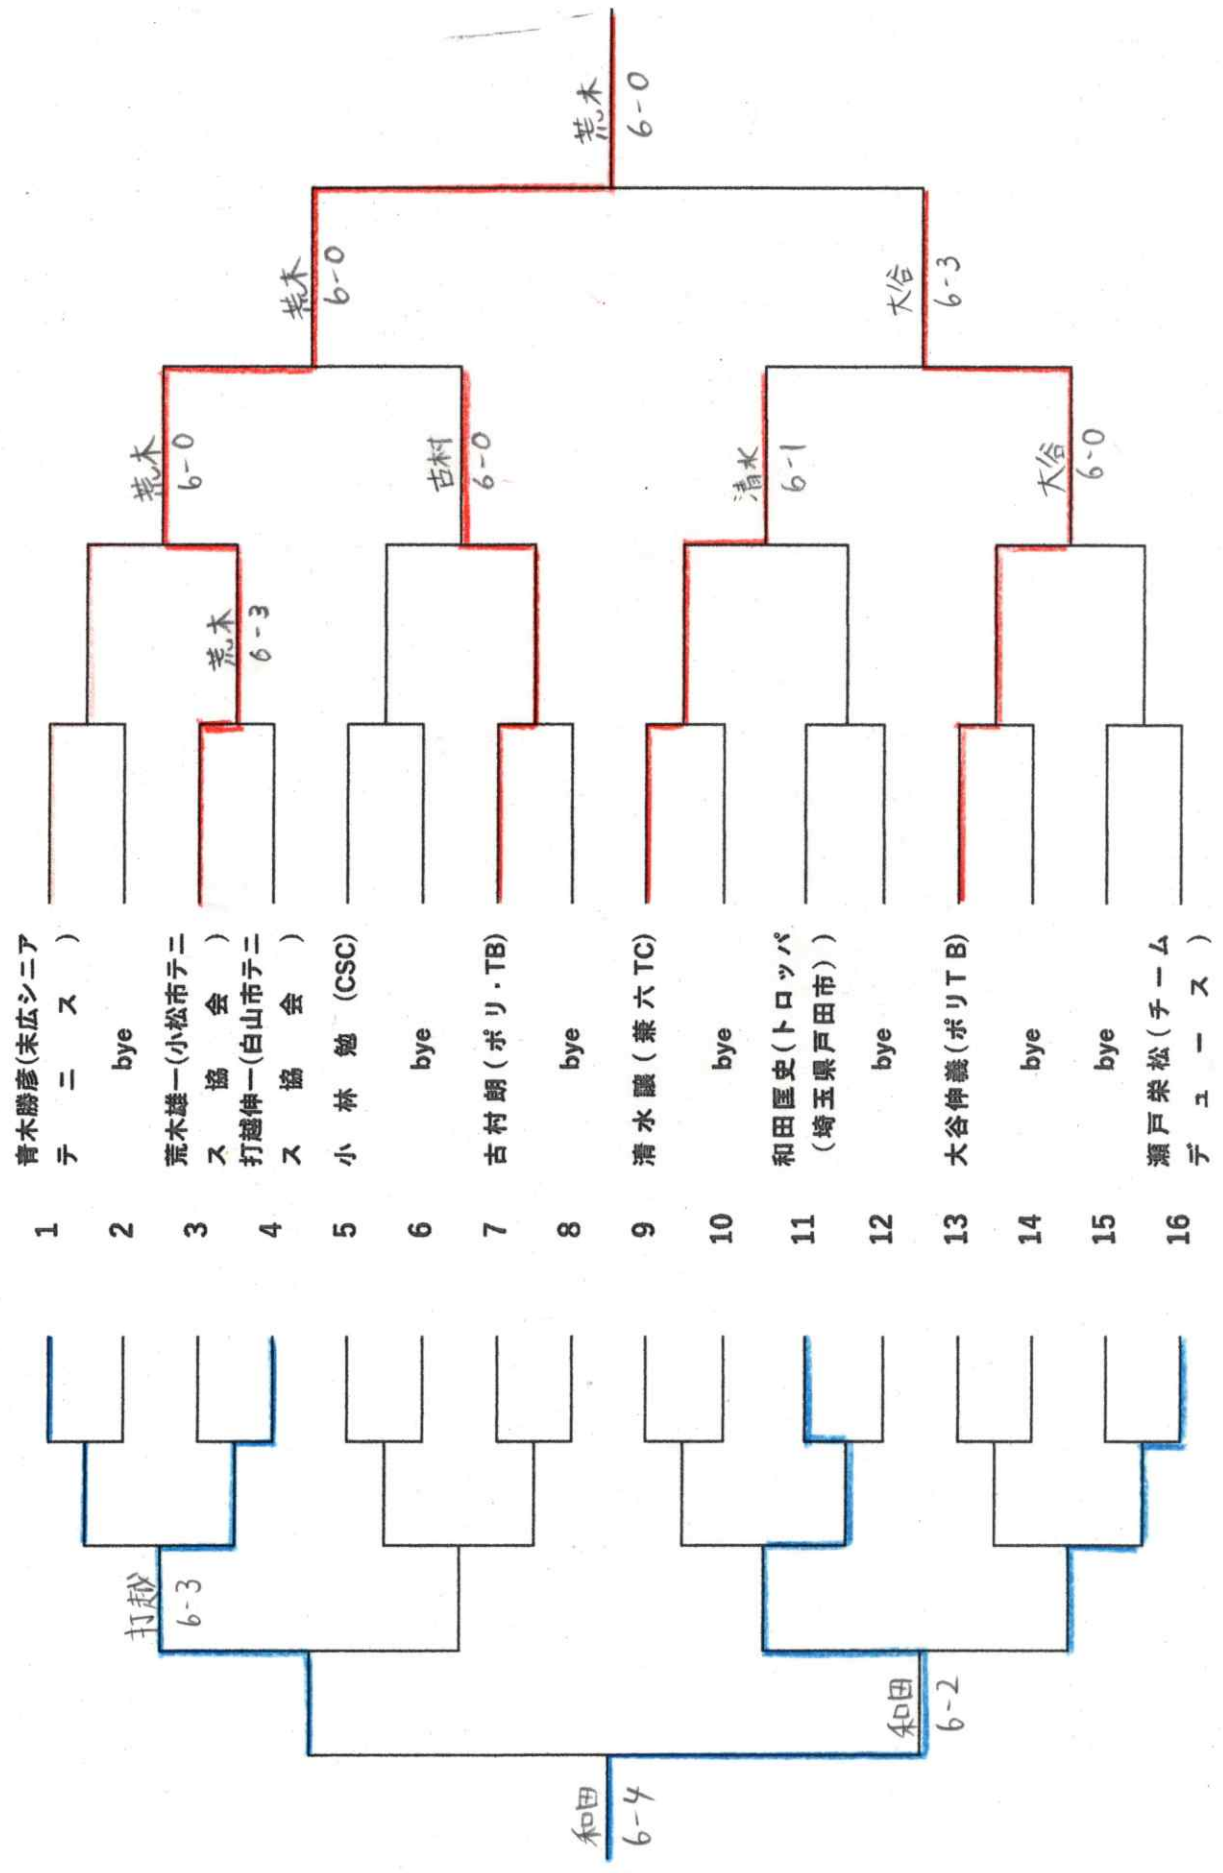 1 青木勝彦(末広シニア
テニス)
2 bye
3 荒木雄一(小松市テニ
ス協会)
4 打越伸一(白山市テニ
ス協会)
5 小林勉 (CSC)
6 bye
7 古村朗(ポリ・TB)
8 bye
9 清水譲(兼六TC)
10 bye
11 和田匡史(トロッパ
(埼玉県戸田市))
12 bye
13 大谷伸義(ポリTB)
14 bye
15 bye
16 瀬戸栄松(チーム
デュース)
荒木
6-3
荒木
6-0
古村
6-0
清水
6-1
大谷
6-0
荒木
6-0
大谷
6-3
荒木
6-0
打越
6-3
和田
6-2
和田
6-4